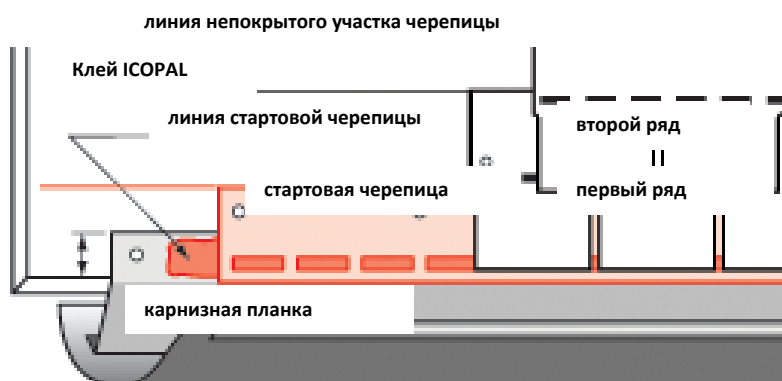 линия непокрытого участка черепицы
Клей ICOPAL
линия стартовой черепицы
второй ряд
стартовая черепица
первый ряд
карнизная планка